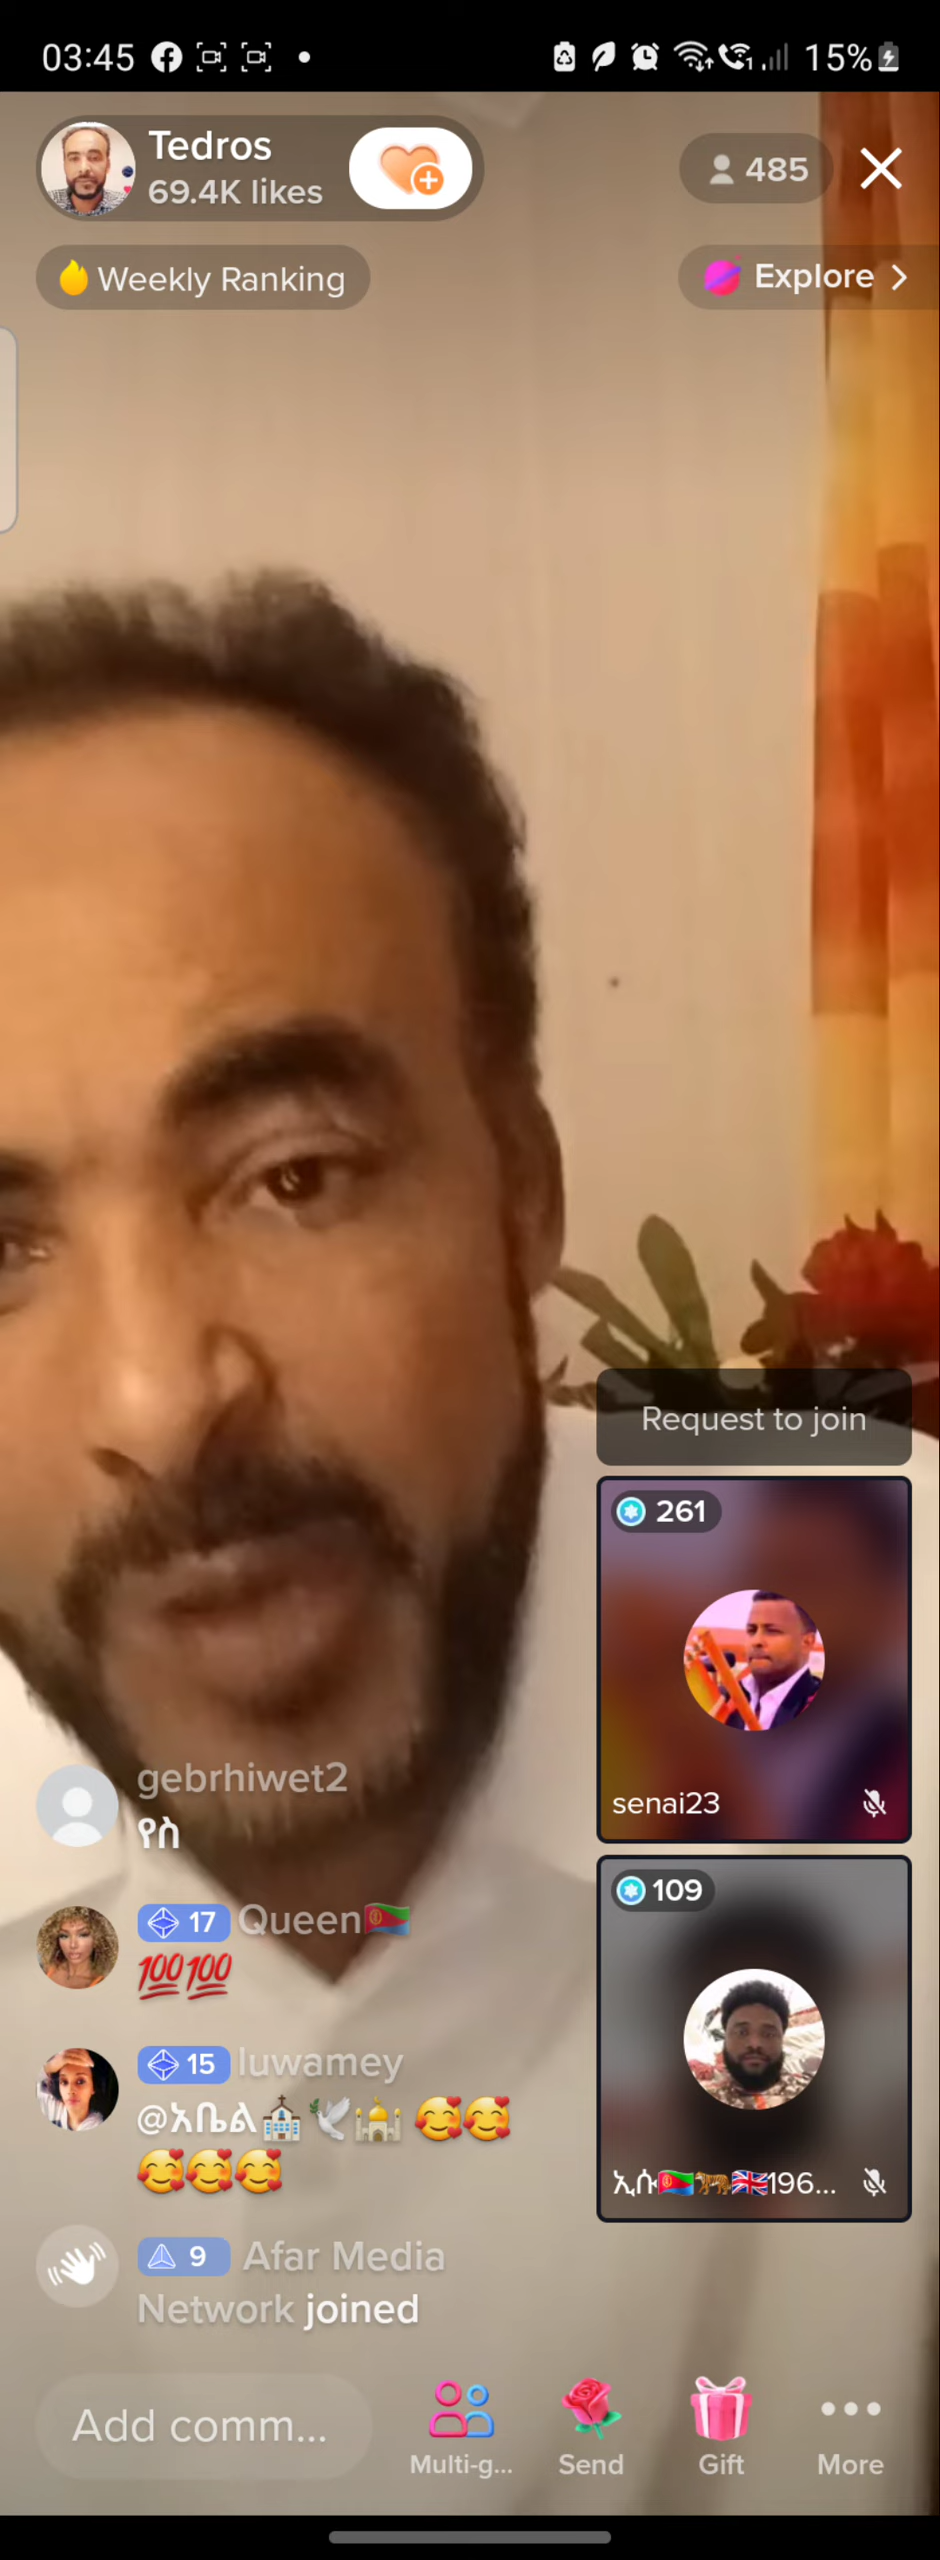 03:45
15%
Tedros
69.4K likes
485
Weekly Ranking
Explore
Request to join
261
senai23
109
ኢሱ🇪🇷🐅🇬🇧196...
gebrhiwet2
የስ
17 Queen🇪🇷
💯💯
15 luwamey
@አቤል⛪🕊️🕌 🥰🥰
🥰🥰🥰
9 Afar Media
Network joined
Add comm...
Multi-g...
Send
Gift
More